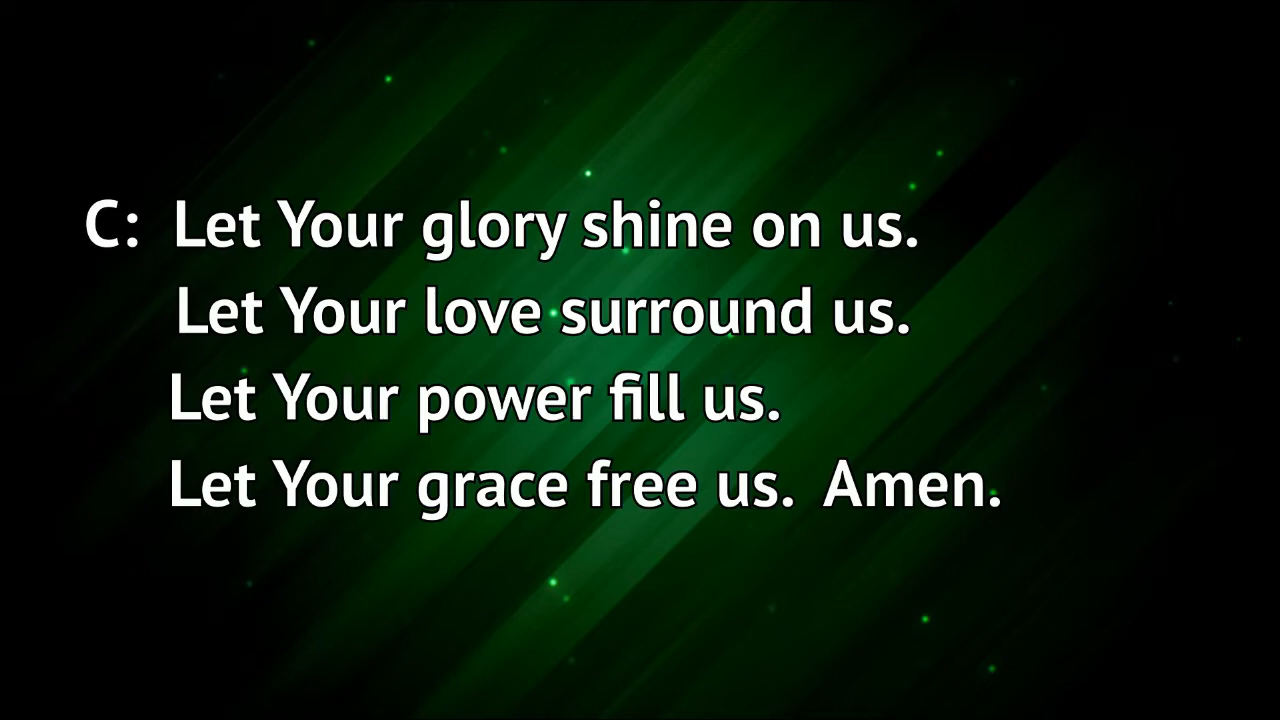 C: Let Your glory shine on us.
Let Your love surround us.
Let Your power fill us.
Let Your grace free us. Amen.